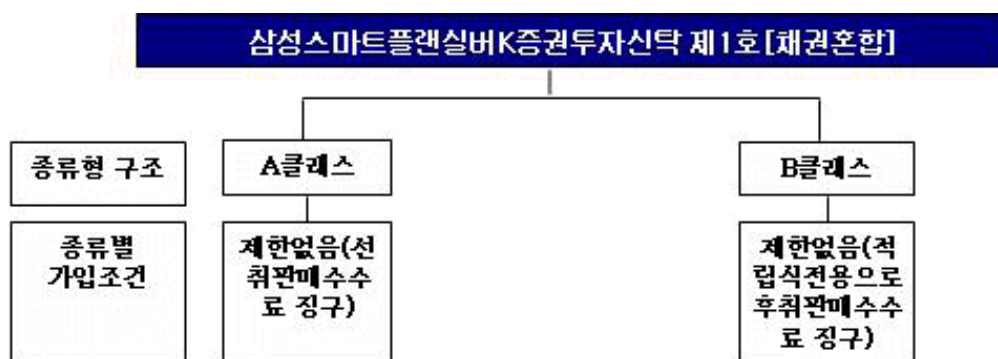 삼성스마트플랜실버K증권투자신탁 제1호[채권혼합]
종류형 구조
A클래스
B클래스
종류별
가입조건
제한없음(선
취판매수수
료 징구)
제한없음(적
립식전용으로
후취판매수수
료 징구)